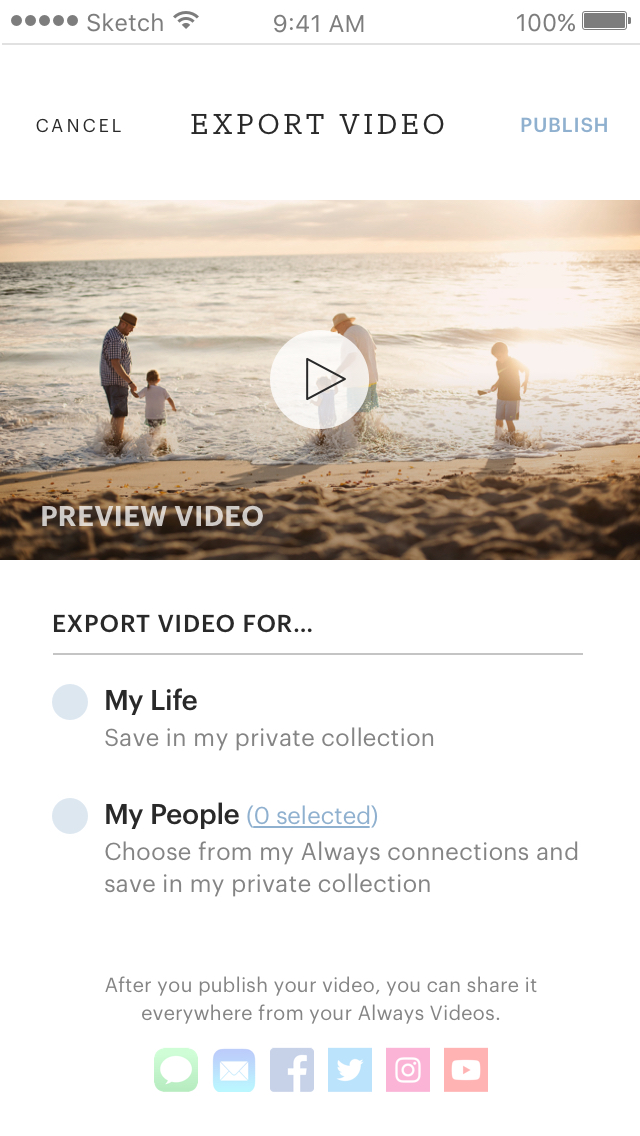 Sketch 9:41 AM 100%
CANCEL EXPORT VIDEO PUBLISH
PREVIEW VIDEO
EXPORT VIDEO FOR...
My Life
Save in my private collection
My People (0 selected)
Choose from my Always connections and
save in my private collection
After you publish your video, you can share it
everywhere from your Always Videos.